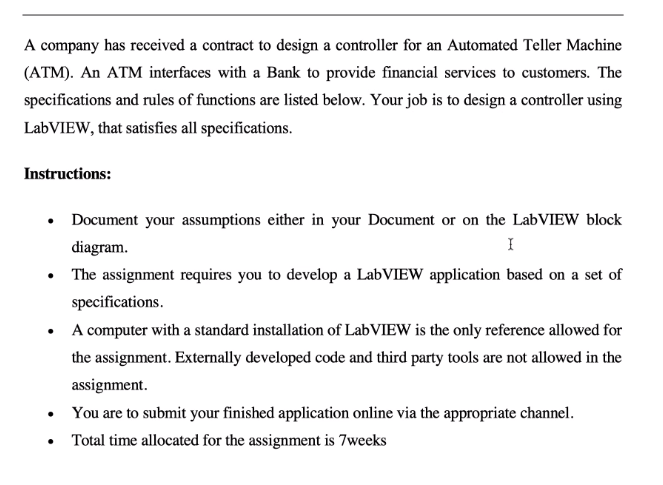 A company has received a contract to design a controller for an Automated Teller Machine
(ATM). An ATM interfaces with a Bank to provide financial services to customers. The
specifications and rules of functions are listed below. Your job is to design a controller using
LabVIEW, that satisfies all specifications.
Instructions:
• Document your assumptions either in your Document or on the LabVIEW block
diagram.
• The assignment requires you to develop a LabVIEW application based on a set of
specifications.
• A computer with a standard installation of LabVIEW is the only reference allowed for
the assignment. Externally developed code and third party tools are not allowed in the
assignment.
• You are to submit your finished application online via the appropriate channel.
• Total time allocated for the assignment is 7weeks